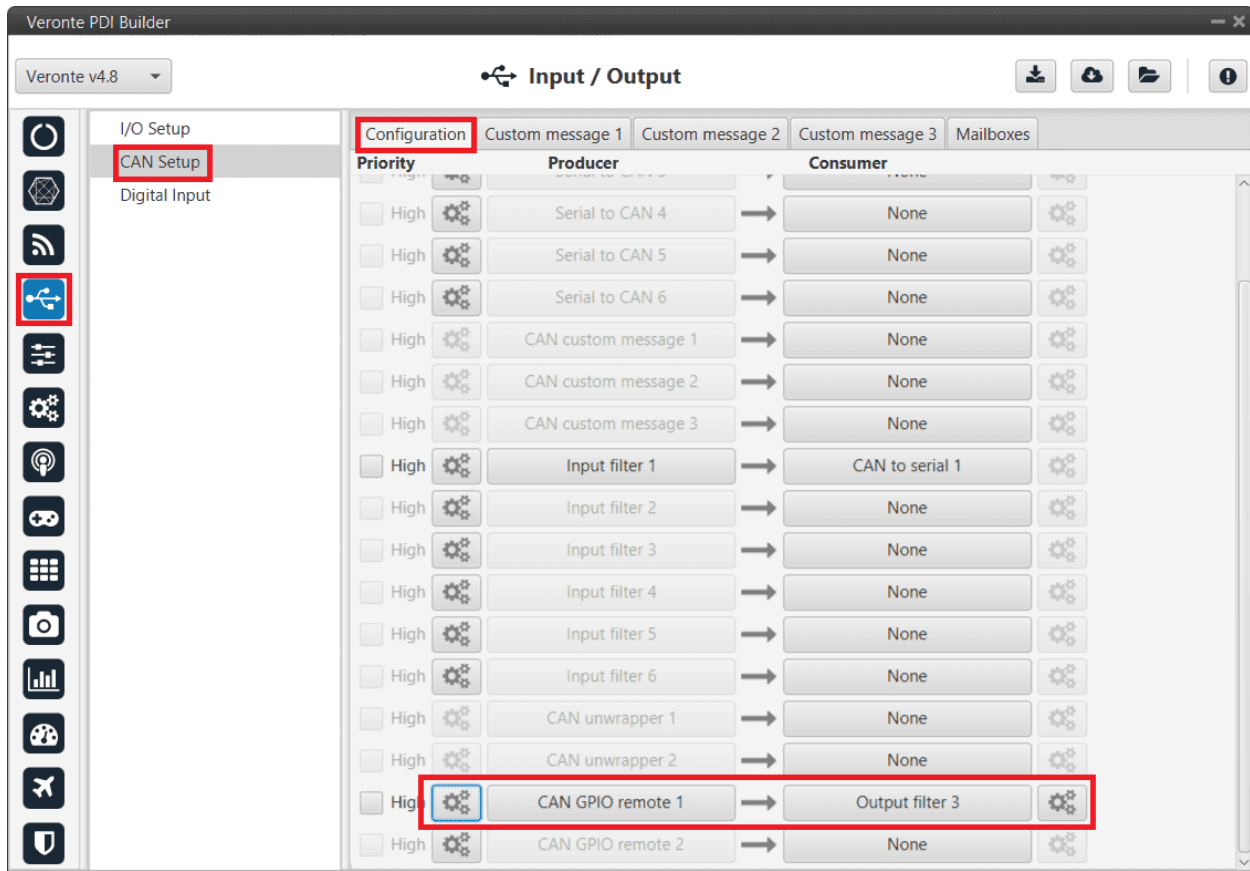 Veronte PDI Builder
Veronte v4.8
Input / Output
I/O Setup
CAN Setup
Digital Input
Configuration Custom message 1 Custom message 2 Custom message 3 Mailboxes
Priority Producer Consumer
High Serial to CAN 4 None
High Serial to CAN 5 None
High Serial to CAN 6 None
High CAN custom message 1 None
High CAN custom message 2 None
High CAN custom message 3 None
High Input filter 1 CAN to serial 1
High Input filter 2 None
High Input filter 3 None
High Input filter 4 None
High Input filter 5 None
High Input filter 6 None
High CAN unwrapper 1 None
High CAN unwrapper 2 None
High CAN GPIO remote 1 Output filter 3
High CAN GPIO remote 2 None